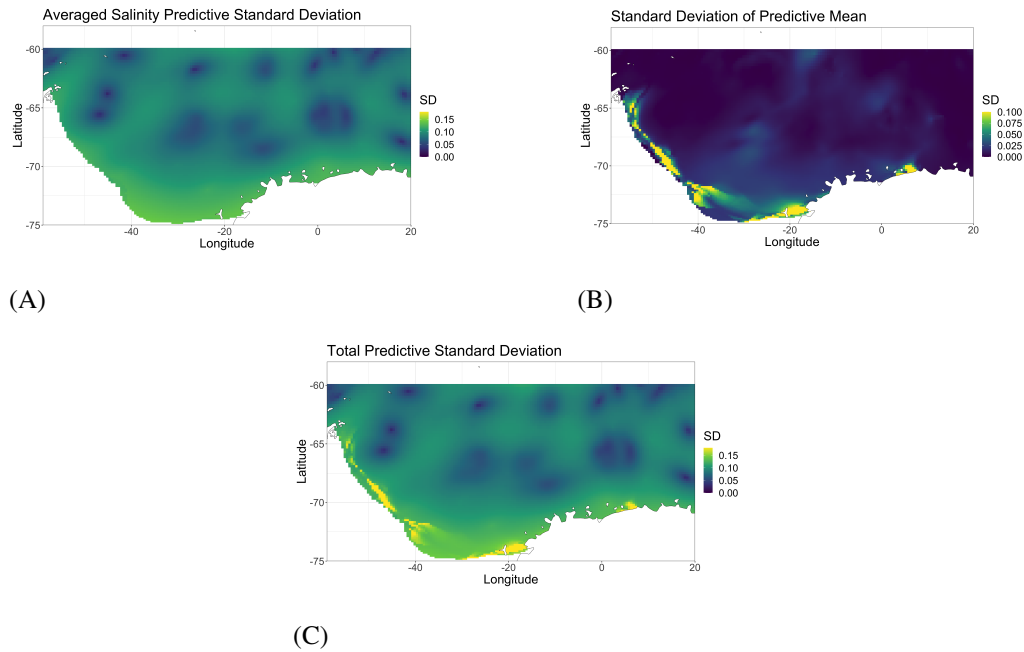 Averaged Salinity Predictive Standard Deviation
-60
-65
-70
-75
Latitude
-40
-20
0
20
Longitude
SD
0.15
0.10
0.05
0.00
(A)
Standard Deviation of Predictive Mean
-60
-65
-70
-75
Latitude
-40
-20
0
20
Longitude
SD
0.100
0.075
0.050
0.025
0.000
(B)
Total Predictive Standard Deviation
-60
-65
-70
-75
Latitude
-40
-20
0
20
Longitude
SD
0.15
0.10
0.05
0.00
(C)